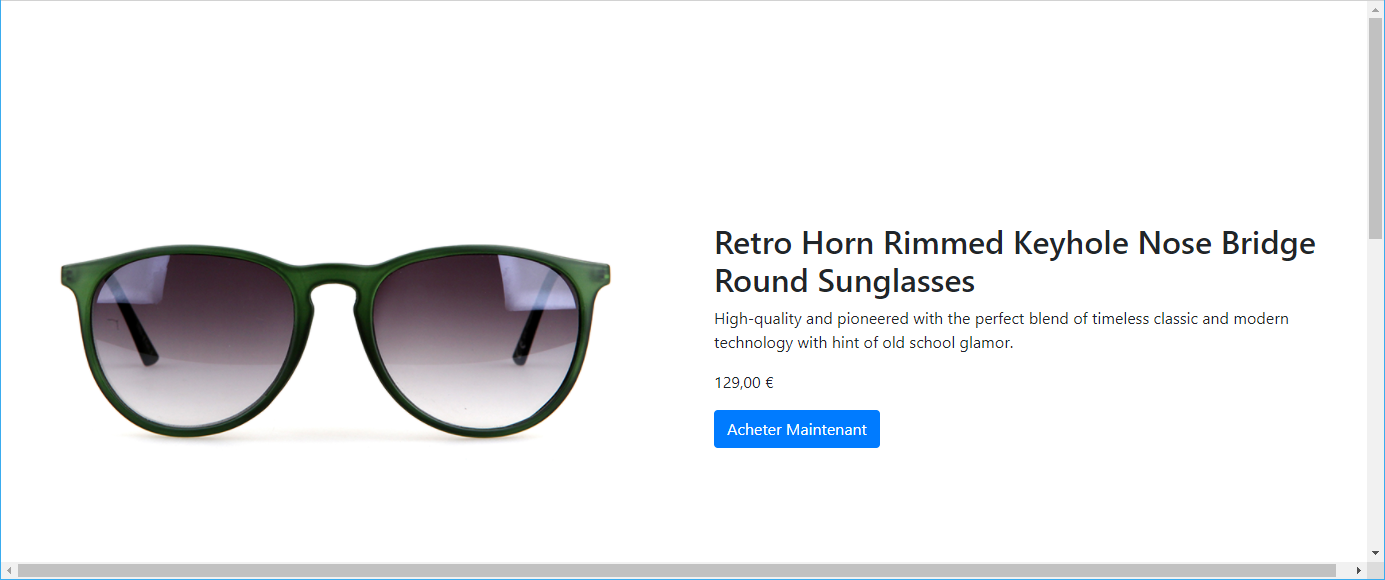 Retro Horn Rimmed Keyhole Nose Bridge
Round Sunglasses
High-quality and pioneered with the perfect blend of timeless classic and modern
technology with hint of old school glamor.
129,00 €
Acheter Maintenant